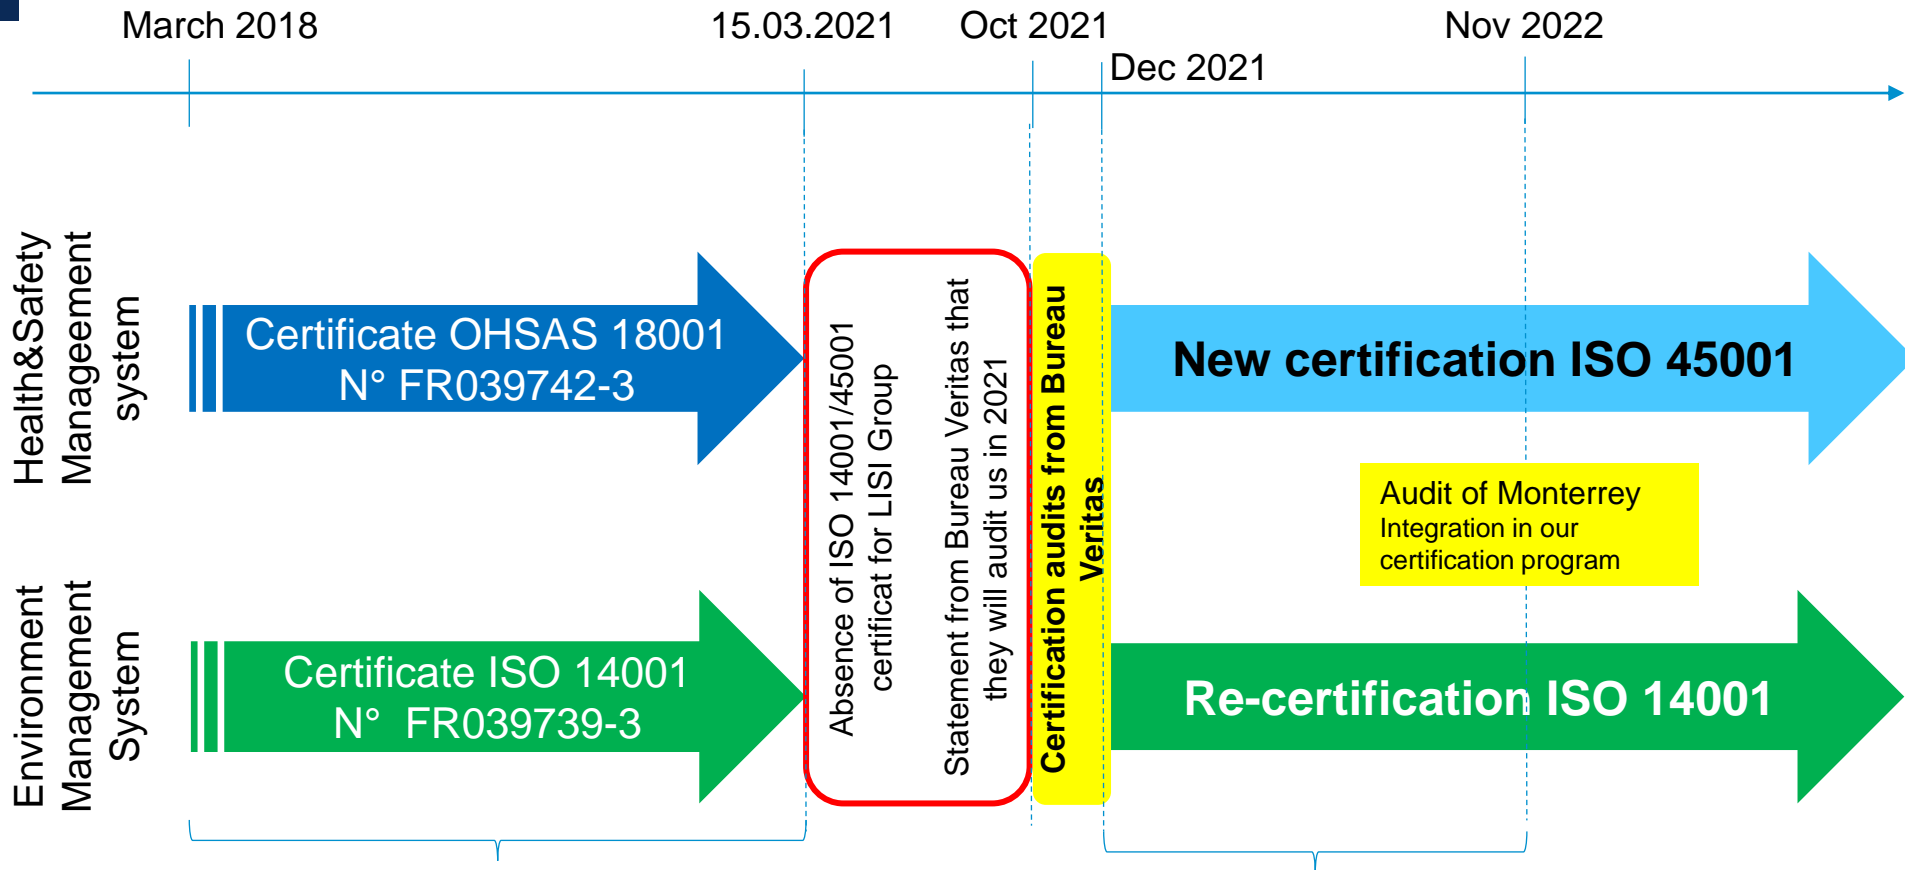 March 2018
15.03.2021
Oct 2021
Dec 2021
Nov 2022
Health&Safety
Manageement
system
Certificate OHSAS 18001
N° FR039742-3
Absence of ISO 14001/45001
certificat for LISI Group
Statement from Bureau Veritas that
they will audit us in 2021
Certification audits from Bureau
Veritas
New certification ISO 45001
Audit of Monterrey
Integration in our
certification program
Environment
Management
System
Certificate ISO 14001
N° FR039739-3
Re-certification ISO 14001